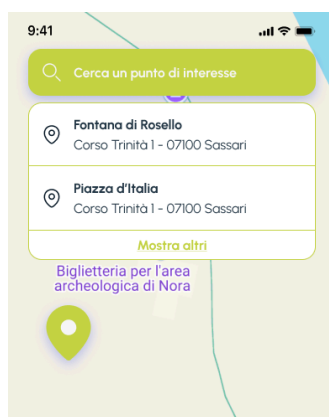 9:41
Cerca un punto di interesse
Fontana di Rosello
Corso Trinità 1 - 07100 Sassari
Piazza d'Italia
Corso Trinità 1 - 07100 Sassari
Mostra altri
Biglietteria per l'area
archeologica di Nora